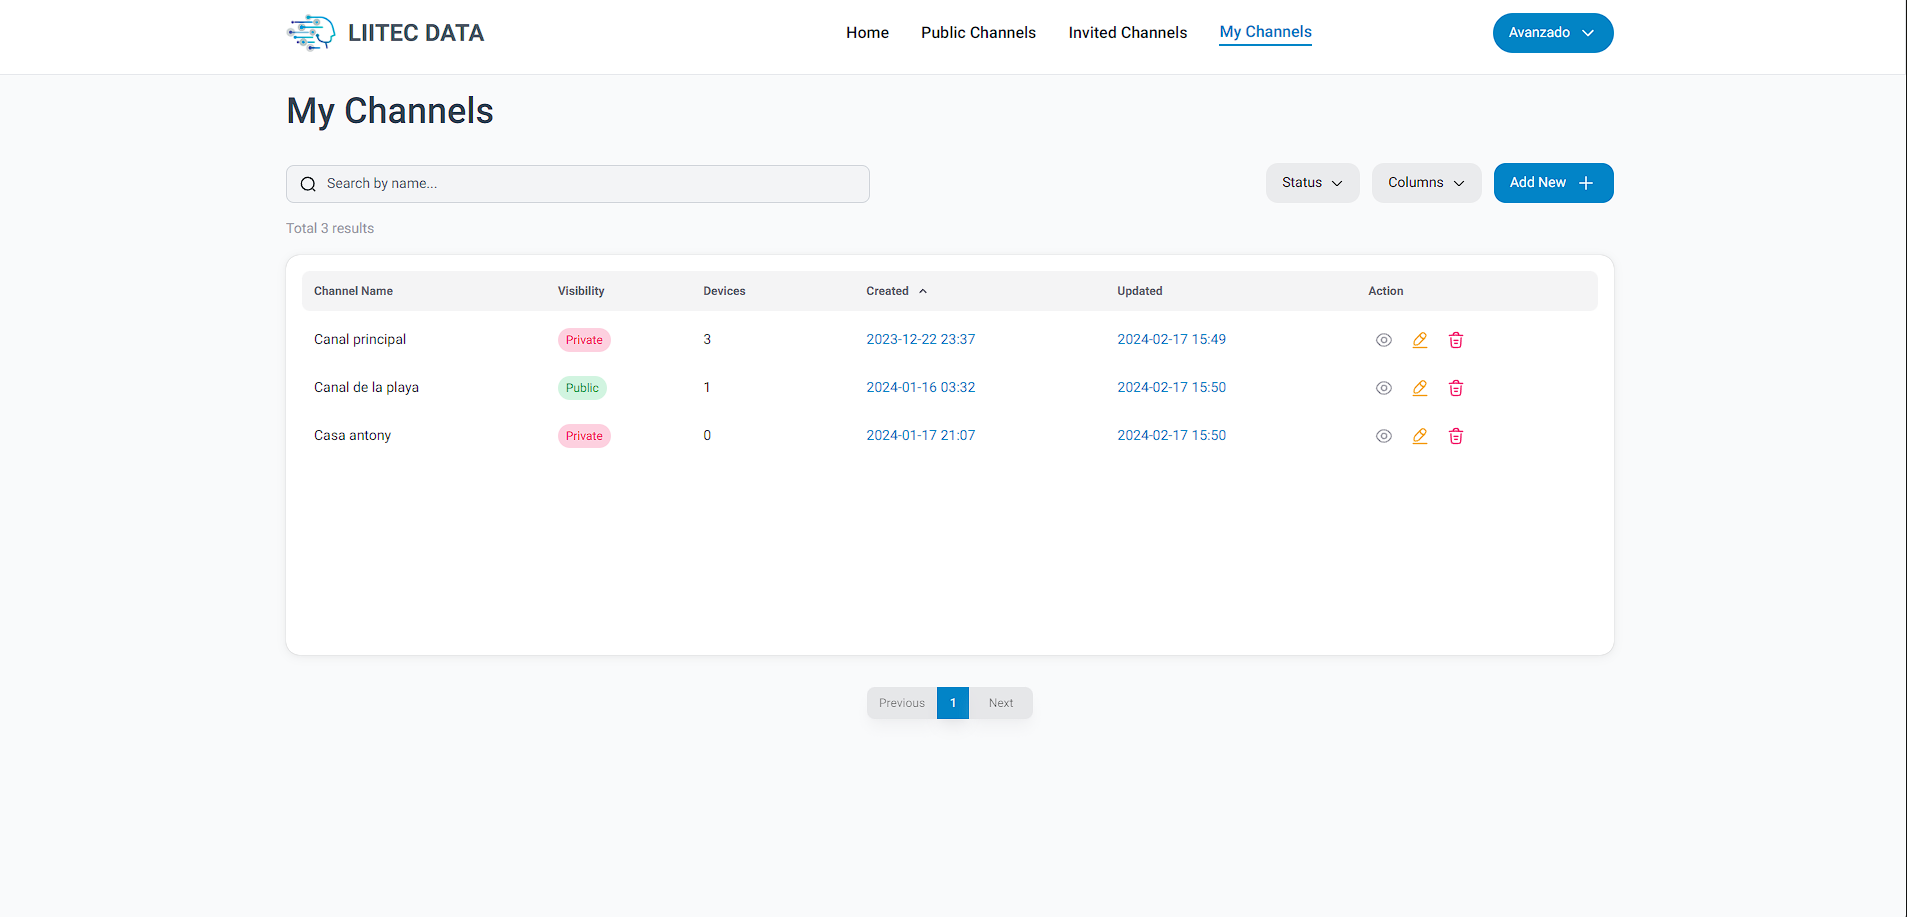 LIITEC DATA
Home Public Channels Invited Channels My Channels
Avanzado
My Channels
Search by name...
Status Columns Add New
Total 3 results
Channel Name Visibility Devices Created Updated Action
Canal principal Private 3 2023-12-22 23:37 2024-02-17 15:49
Canal de la playa Public 1 2024-01-16 03:32 2024-02-17 15:50
Casa antony Private 0 2024-01-17 21:07 2024-02-17 15:50
Previous 1 Next